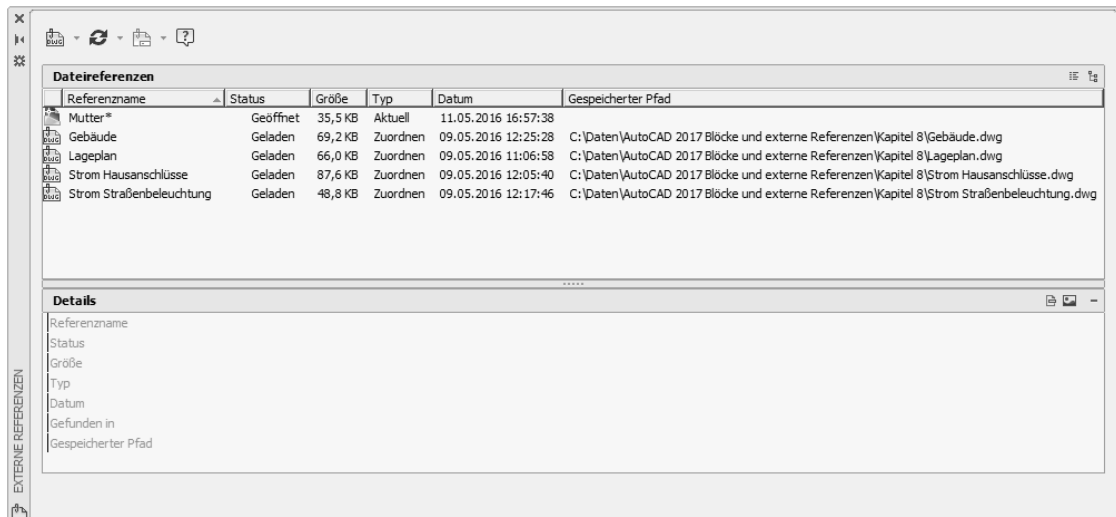 Dateireferenzen
Referenzname Status Größe Typ Datum Gespeicherter Pfad
Mutter* Geöffnet 35,5 KB Aktuell 11.05.2016 16:57:38
Gebäude Geladen 69,2 KB Zuordnen 09.05.2016 12:25:28 C:\Daten\AutoCAD 2017 Blöcke und externe Referenzen\Kapitel 8\Gebäude.dwg
Lageplan Geladen 66,0 KB Zuordnen 09.05.2016 11:06:58 C:\Daten\AutoCAD 2017 Blöcke und externe Referenzen\Kapitel 8\Lageplan.dwg
Strom Hausanschlüsse Geladen 87,6 KB Zuordnen 09.05.2016 12:05:40 C:\Daten\AutoCAD 2017 Blöcke und externe Referenzen\Kapitel 8\Strom Hausanschlüsse.dwg
Strom Straßenbeleuchtung Geladen 48,8 KB Zuordnen 09.05.2016 12:17:46 C:\Daten\AutoCAD 2017 Blöcke und externe Referenzen\Kapitel 8\Strom Straßenbeleuchtung.dwg
Details
Referenzname
Status
Größe
Typ
Datum
Gefunden in
Gespeicherter Pfad
EXTERNE REFERENZEN